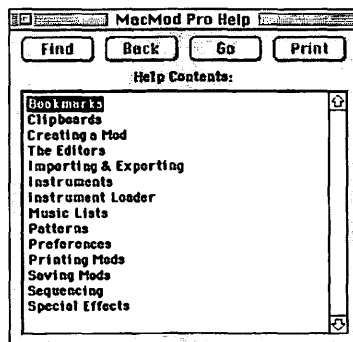 MacMod Pro Help
Find Back Go Print
Help Contents:
Bookmarks
Clipboards
Creating a Mod
The Editors
Importing & Exporting
Instruments
Instrument Loader
Music Lists
Patterns
Preferences
Printing Mods
Saving Mods
Sequencing
Special Effects